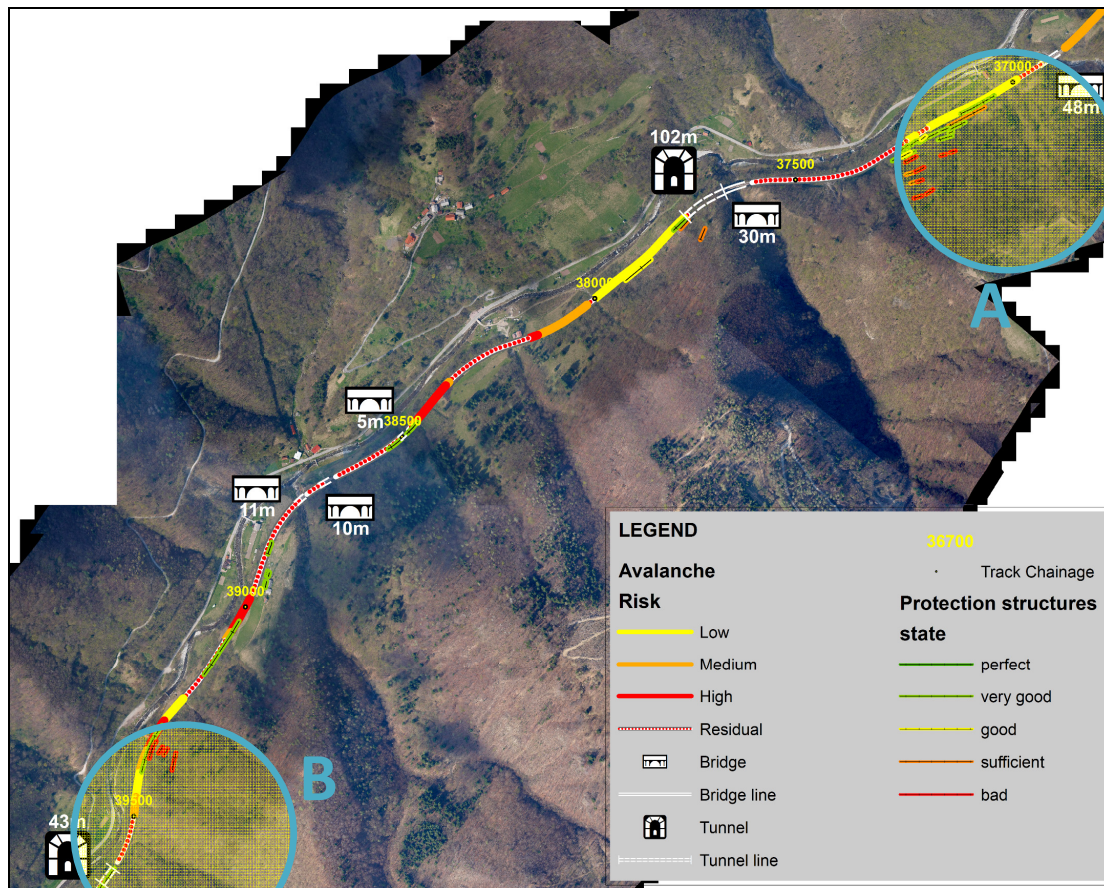 37000
48m
102m
37500
30m
38000
A
5m
38500
11m
10m
39000
B
39500
43m
LEGEND
Avalanche
Risk
Low
Medium
High
Residual
Bridge
Bridge line
Tunnel
Tunnel line
36700
Track Chainage
Protection structures
state
perfect
very good
good
sufficient
bad